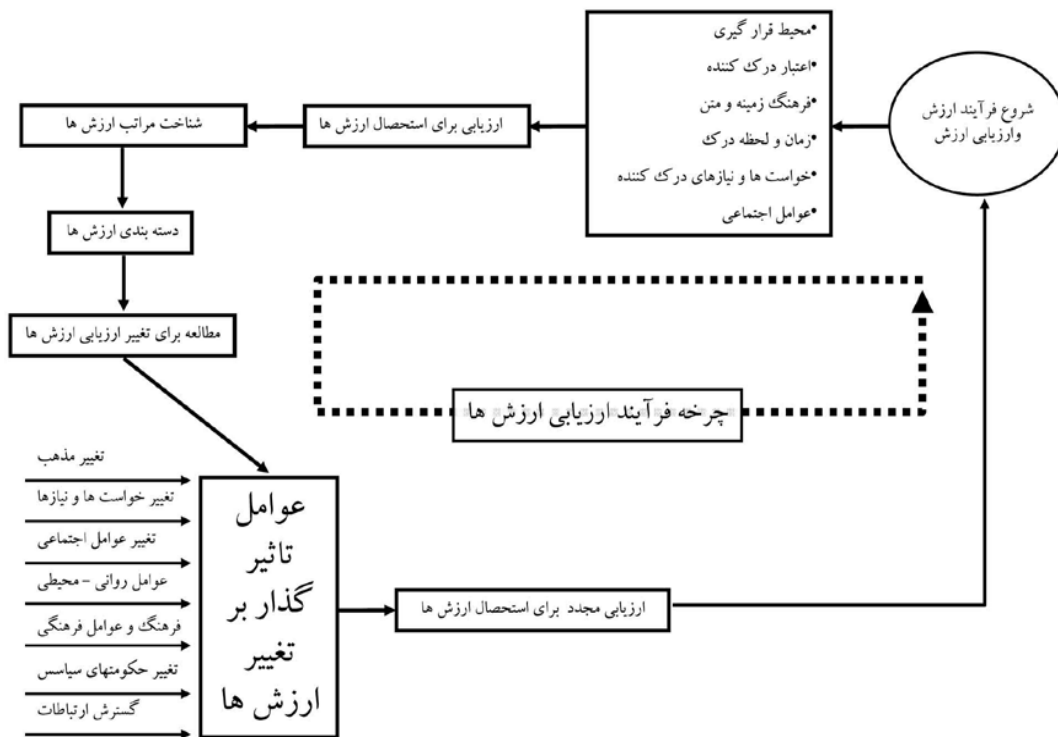 شروع فرآیند ارزش
وارزیابی ارزش
•محیط قرار گیری
•اعتبار درک کننده
•فرهنگ زمینه و متن
•زمان و لحظه درک
•خواست ها و نیازهای درک کننده
•عوامل اجتماعی
ارزیابی برای استحصال ارزش ها
شناخت مراتب ارزش ها
دسته بندی ارزش ها
مطالعه برای تغییر ارزیابی ارزش ها
چرخه فرآیند ارزیابی ارزش ها
تغییر مذهب
تغییر خواست ها و نیازها
تغییر عوامل اجتماعی
عوامل روانی – محیطی
فرهنگ و عوامل فرهنگی
تغییر حکومتهای سیاسس
گسترش ارتباطات
عوامل
تاثیر
گذار بر
تغییر
ارزش ها
ارزیابی مجدد برای استحصال ارزش ها